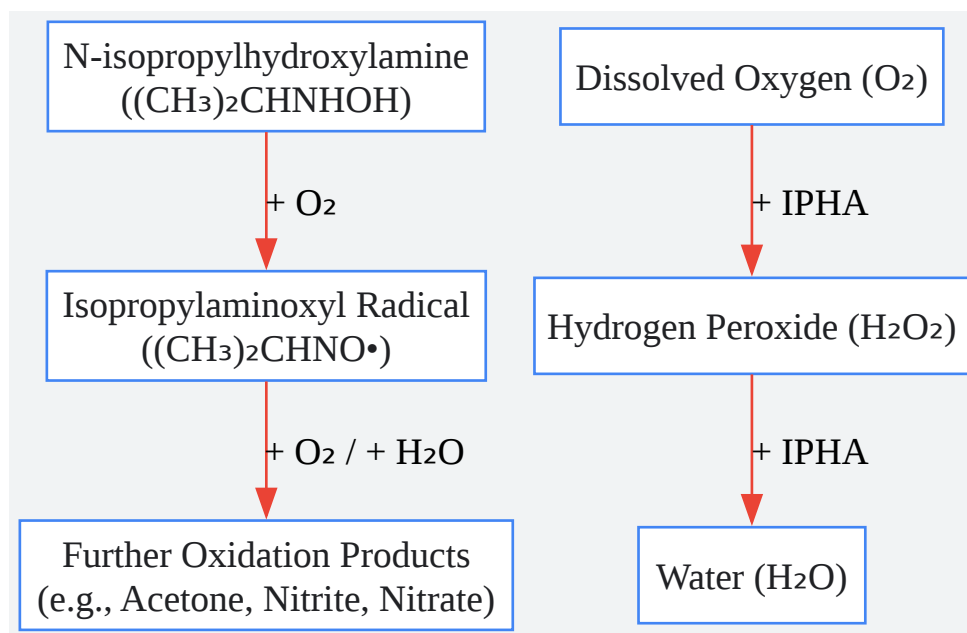 N-isopropylhydroxylamine
((CH₃)₂CHNHOH)
+ O₂
Isopropylaminoxyl Radical
((CH₃)₂CHNO•)
+ O₂ / + H₂O
Further Oxidation Products
(e.g., Acetone, Nitrite, Nitrate)
Dissolved Oxygen (O₂)
+ IPHA
Hydrogen Peroxide (H₂O₂)
+ IPHA
Water (H₂O)